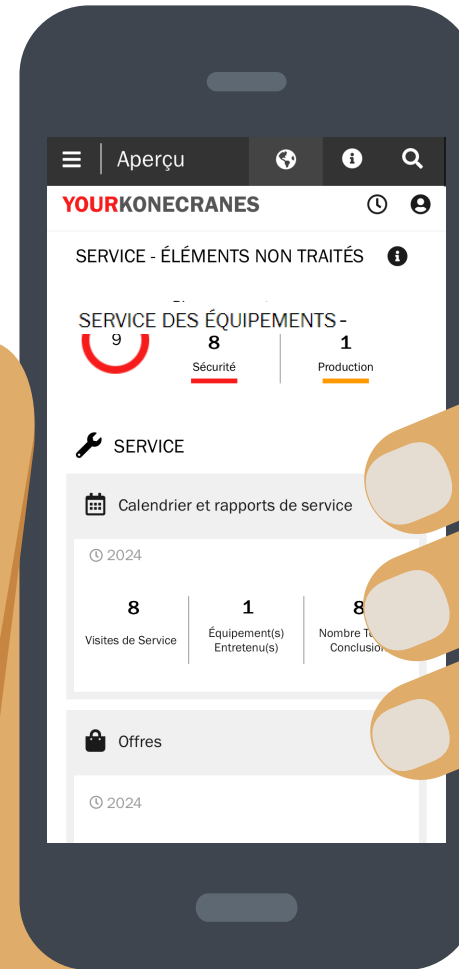 Aperçu
YOURKONECRANES
SERVICE - ÉLÉMENTS NON TRAITÉS
SERVICE DES ÉQUIPEMENTS -
9
8
1
Sécurité
Production
SERVICE
Calendrier et rapports de service
2024
8
1
8
Visites de Service
Équipement(s)
Entretenu(s)
Nombre
Offres
2024